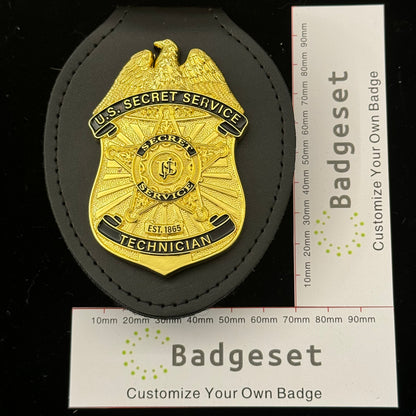 U.S. SECRET SERVICE
SECRET
SERVICE
EST. 1865
TECHNICIAN
10mm 20mm 30mm 40mm 50mm 60mm 70mm 80mm 90mm
Badgeset
Customize Your Own Badge
10mm 20mm 30mm 40mm 50mm 60mm 70mm 80mm 90mm
Badgeset
Customize Your Own Badge